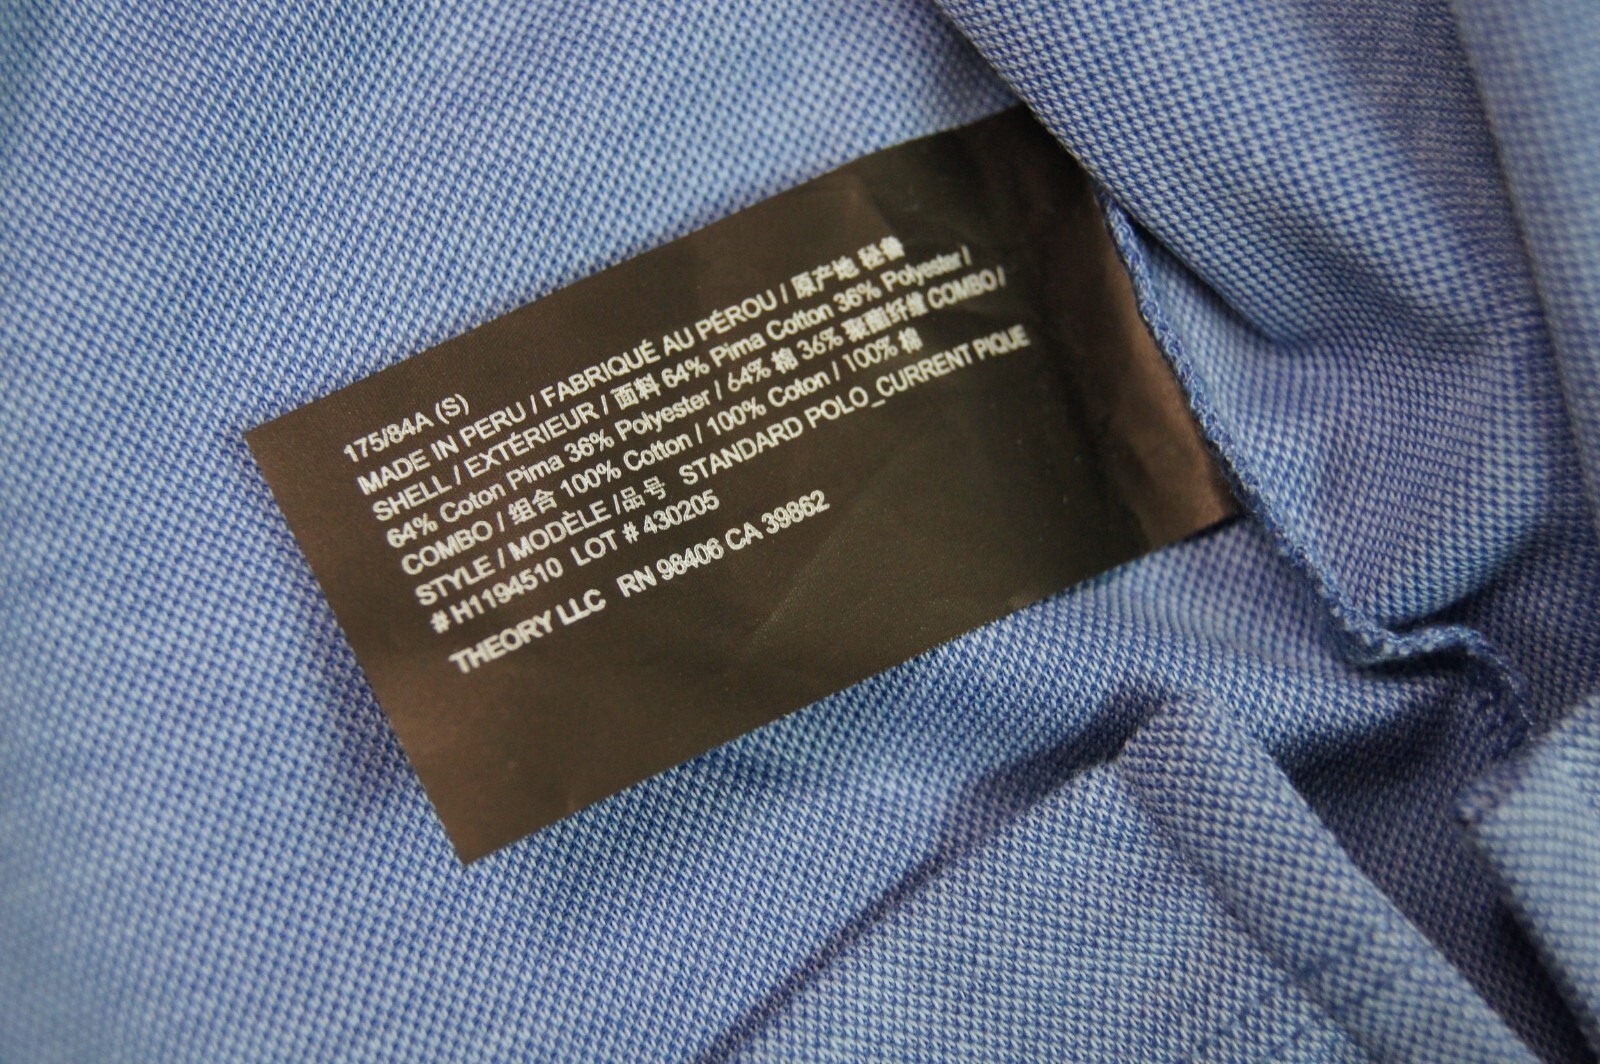 175/84A (S)
MADE IN PERU / FABRIQUÉ AU PÉROU / 原产地 秘鲁
SHELL / EXTÉRIEUR / 面料 64% Pima Cotton 36% Polyester /
64% Coton Pima 36% Polyester / 64% 棉 36% 聚酯纤维 COMBO /
COMBO / 组合 100% Cotton / 100% Coton / 100% 棉
STYLE / MODÈLE /品号 STANDARD POLO_CURRENT PIQUE
# H1194510 LOT # 430205
THEORY LLC RN 98406 CA 39862